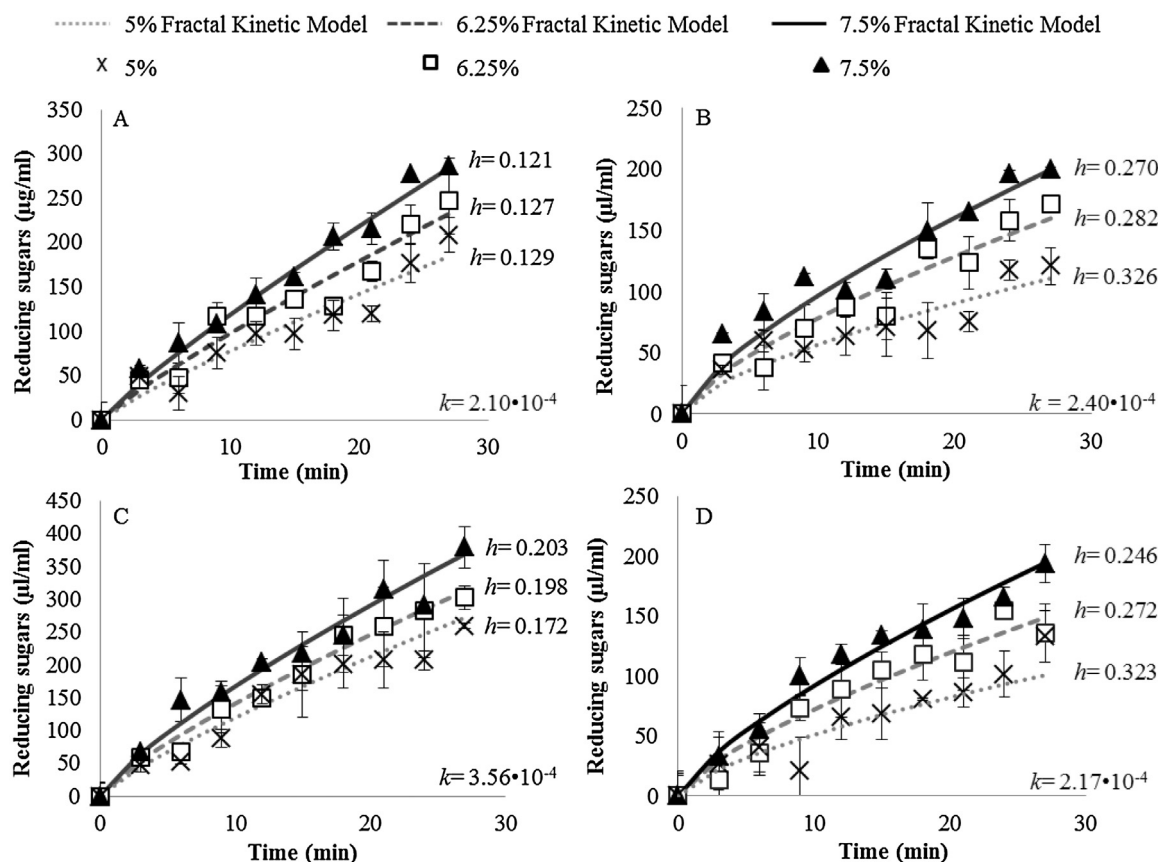 5% Fractal Kinetic Model 6.25% Fractal Kinetic Model 7.5% Fractal Kinetic Model
5% 6.25% 7.5%
A
Reducing sugars (µg/ml)
350
300
250
200
150
100
50
0
h= 0.121
h= 0.127
h= 0.129
k= 2.10•10-4
0 10 20 30
Time (min)
B
Reducing sugars (µl/ml)
250
200
150
100
50
0
h= 0.270
h= 0.282
h= 0.326
k = 2.40•10-4
0 10 20 30
Time (min)
C
Reducing sugars (µl/ml)
450
400
350
300
250
200
150
100
50
0
h= 0.203
h= 0.198
h= 0.172
k= 3.56•10-4
0 10 20 30
Time (min)
D
Reducing sugars (µl/ml)
250
200
150
100
50
0
h= 0.246
h= 0.272
h= 0.323
k= 2.17•10-4
0 10 20 30
Time (min)